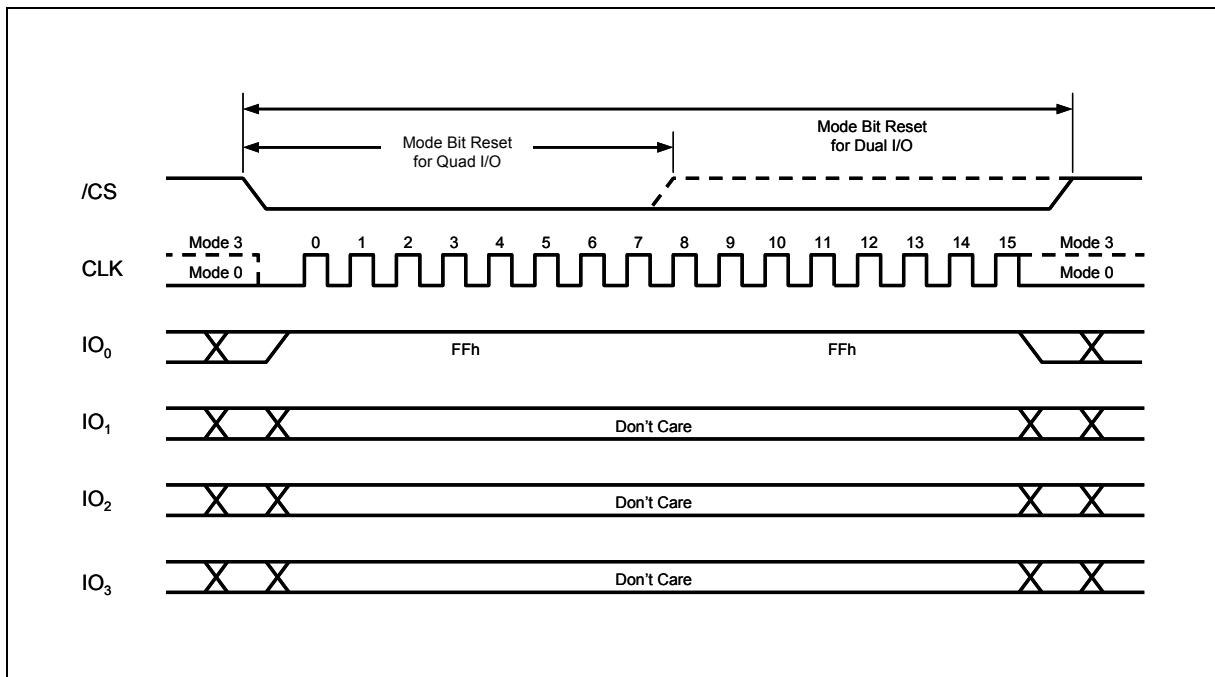 Mode Bit Reset
for Dual I/O
Mode Bit Reset
for Quad I/O
/CS
Mode 3
0 1 2 3 4 5 6 7 8 9 10 11 12 13 14 15
Mode 3
CLK
Mode 0
Mode 0
IO0
FFh
FFh
IO1
Don't Care
IO2
Don't Care
IO3
Don't Care